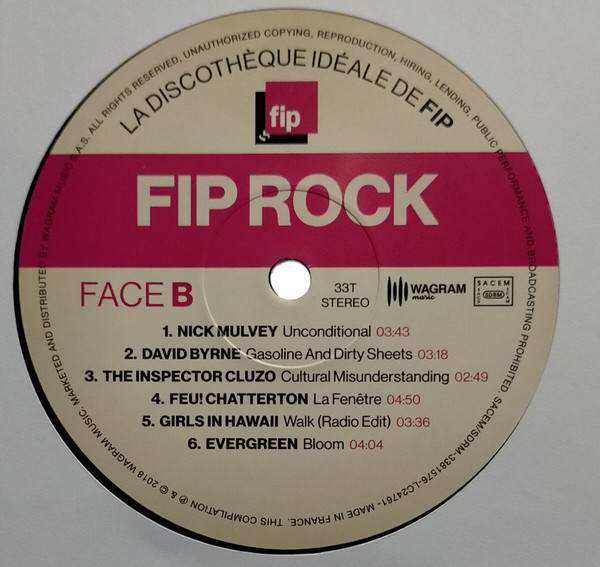 ALL RIGHTS RESERVED, UNAUTHORIZED COPYING, REPRODUCTION, HIRING, LENDING, PUBLIC PERFORMANCE AND BROADCASTING PROHIBITED. SACEM/SDRM-3381576-LC24761 - MADE IN FRANCE. THIS COMPILATION ℗ & © 2018 WAGRAM MUSIC. MARKETED AND DISTRIBUTED BY WAGRAM MUSIC S.A.S.
LA DISCOTHÈQUE IDÉALE DE FIP
fip
FIP ROCK
FACE B
33T
STEREO
WAGRAM
music
SACEM
SDRM
1. NICK MULVEY Unconditional 03:43
2. DAVID BYRNE Gasoline And Dirty Sheets 03:18
3. THE INSPECTOR CLUZO Cultural Misunderstanding 02:49
4. FEU! CHATTERTON La Fenêtre 04:50
5. GIRLS IN HAWAII Walk (Radio Edit) 03:36
6. EVERGREEN Bloom 04:04